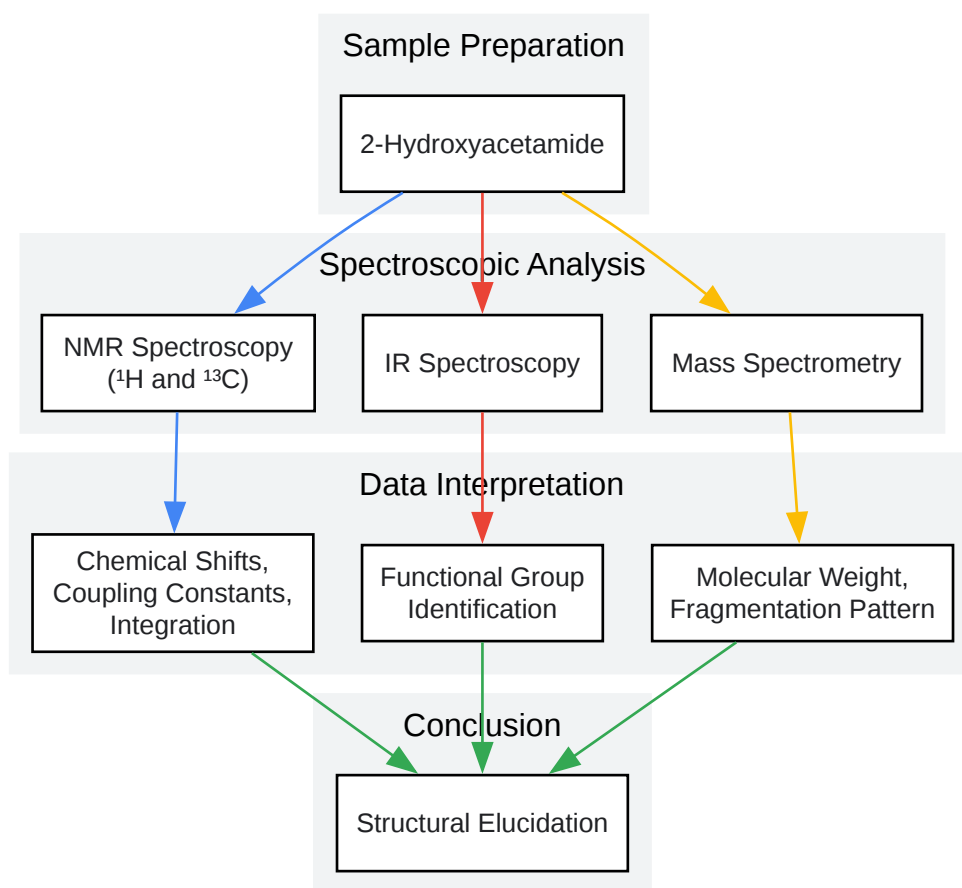 Sample Preparation
2-Hydroxyacetamide
Spectroscopic Analysis
NMR Spectroscopy
(¹H and ¹³C)
IR Spectroscopy
Mass Spectrometry
Data Interpretation
Chemical Shifts,
Coupling Constants,
Integration
Functional Group
Identification
Molecular Weight,
Fragmentation Pattern
Conclusion
Structural Elucidation